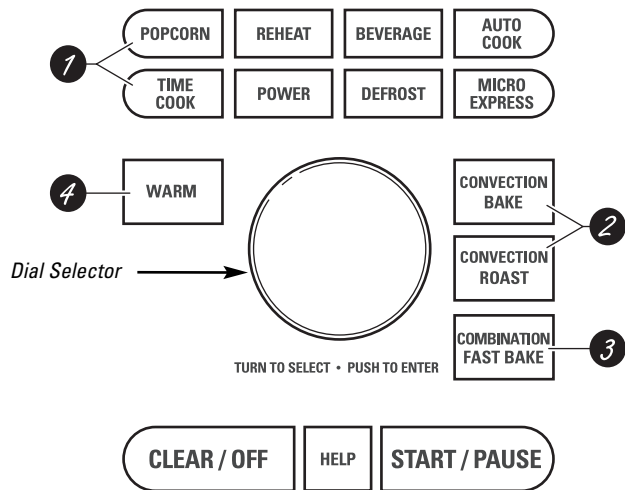 POPCORN
REHEAT
BEVERAGE
AUTO
COOK
1
TIME
COOK
POWER
DEFROST
MICRO
EXPRESS
4
WARM
CONVECTION
BAKE
2
CONVECTION
ROAST
Dial Selector
COMBINATION
FAST BAKE
3
TURN TO SELECT • PUSH TO ENTER
CLEAR / OFF
HELP
START / PAUSE